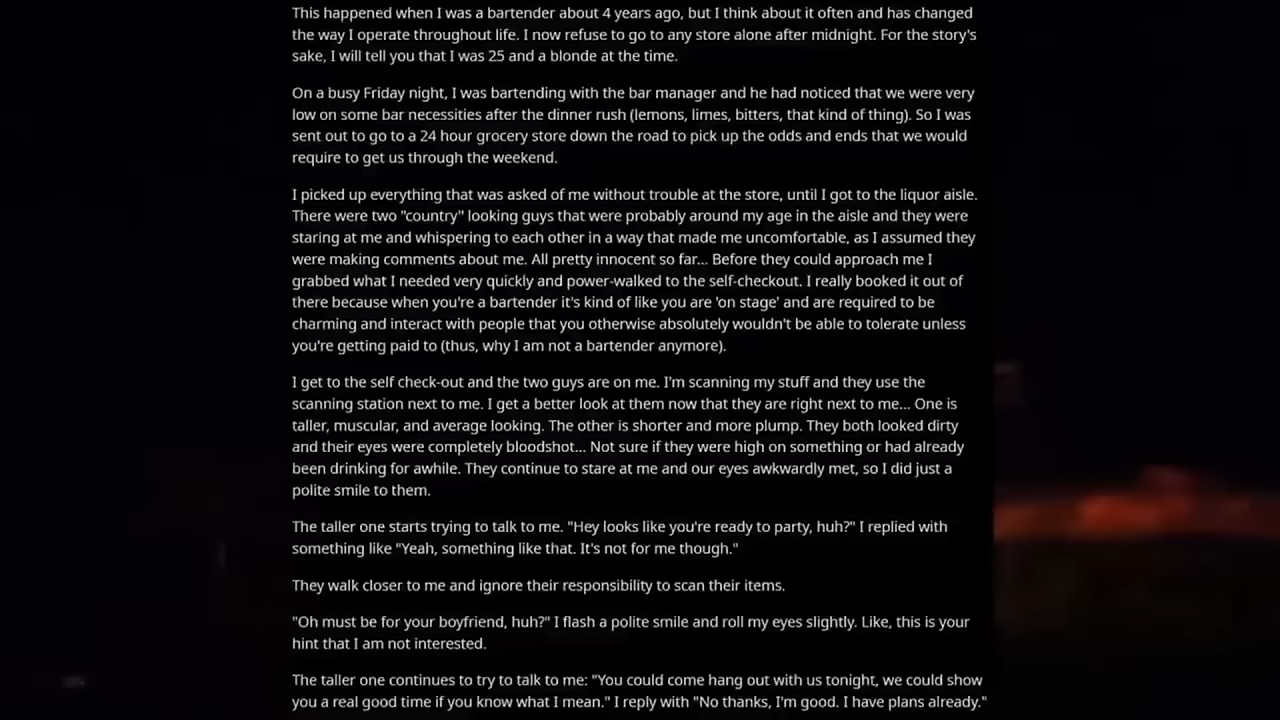 This happened when I was a bartender about 4 years ago, but I think about it often and has changed
the way I operate throughout life. I now refuse to go to any store alone after midnight. For the story's
sake, I will tell you that I was 25 and a blonde at the time.
On a busy Friday night, I was bartending with the bar manager and he had noticed that we were very
low on some bar necessities after the dinner rush (lemons, limes, bitters, that kind of thing). So I was
sent out to go to a 24 hour grocery store down the road to pick up the odds and ends that we would
require to get us through the weekend.
I picked up everything that was asked of me without trouble at the store, until I got to the liquor aisle.
There were two "country" looking guys that were probably around my age in the aisle and they were
staring at me and whispering to each other in a way that made me uncomfortable, as I assumed they
were making comments about me. All pretty innocent so far... Before they could approach me I
grabbed what I needed very quickly and power-walked to the self-checkout. I really booked it out of
there because when you're a bartender it's kind of like you are 'on stage' and are required to be
charming and interact with people that you otherwise absolutely wouldn't be able to tolerate unless
you're getting paid to (thus, why I am not a bartender anymore).
I get to the self check-out and the two guys are on me. I'm scanning my stuff and they use the
scanning station next to me. I get a better look at them now that they are right next to me... One is
taller, muscular, and average looking. The other is shorter and more plump. They both looked dirty
and their eyes were completely bloodshot... Not sure if they were high on something or had already
been drinking for awhile. They continue to stare at me and our eyes awkwardly met, so I did just a
polite smile to them.
The taller one starts trying to talk to me. "Hey looks like you're ready to party, huh?" I replied with
something like "Yeah, something like that. It's not for me though."
They walk closer to me and ignore their responsibility to scan their items.
"Oh must be for your boyfriend, huh?" I flash a polite smile and roll my eyes slightly. Like, this is your
hint that I am not interested.
The taller one continues to try to talk to me: "You could come hang out with us tonight, we could show
you a real good time if you know what I mean." I reply with "No thanks, I'm good. I have plans already."